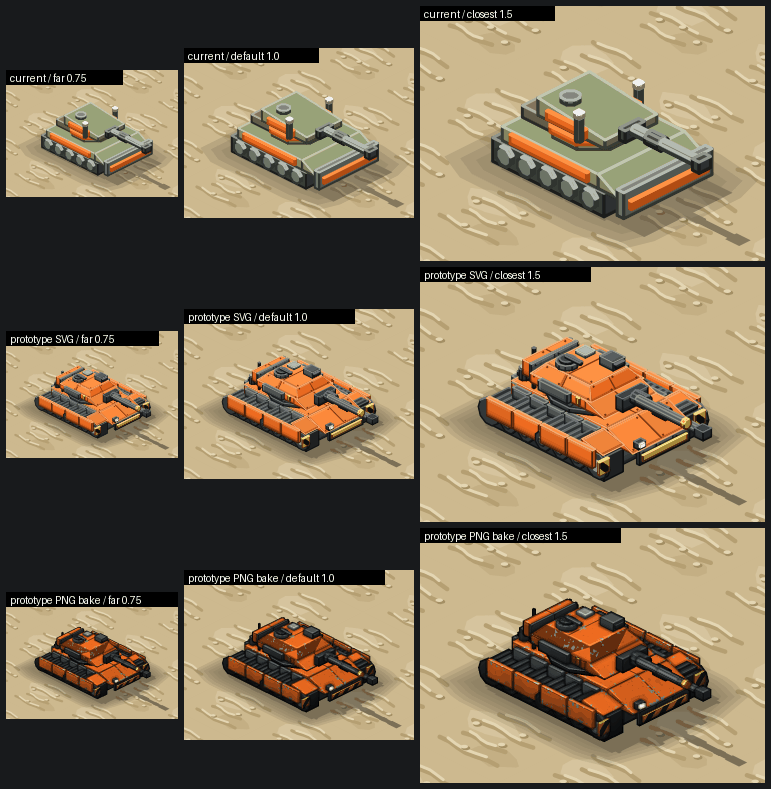 current / far 0.75
current / default 1.0
current / closest 1.5
prototype SVG / far 0.75
prototype SVG / default 1.0
prototype SVG / closest 1.5
prototype PNG bake / far 0.75
prototype PNG bake / default 1.0
prototype PNG bake / closest 1.5